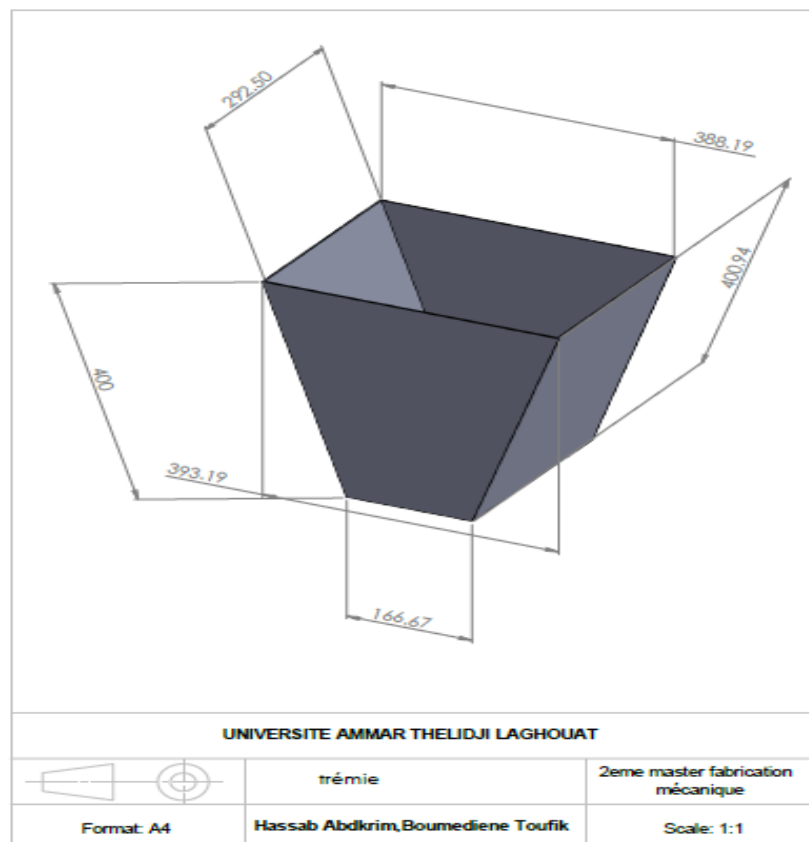 292.50
388.19
400.94
400
393.19
166.67
UNIVERSITE AMMAR THELIDJI LAGHOUAT
trémie
2eme master fabrication
mécanique
Format: A4
Hassab Abdkrim,Boumediene Toufik
Scale: 1:1